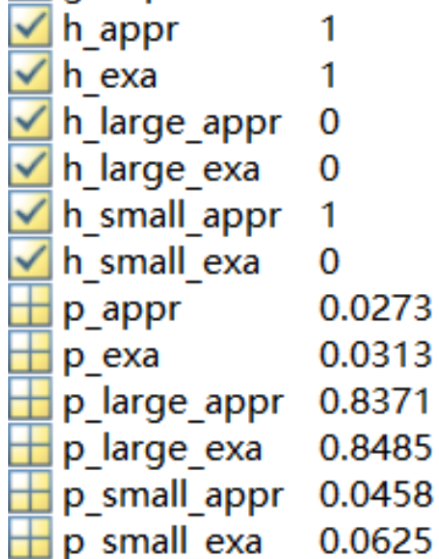 h_appr 1
h_exa 1
h_large_appr 0
h_large_exa 0
h_small_appr 1
h_small_exa 0
p_appr 0.0273
p_exa 0.0313
p_large_appr 0.8371
p_large_exa 0.8485
p_small_appr 0.0458
p_small_exa 0.0625